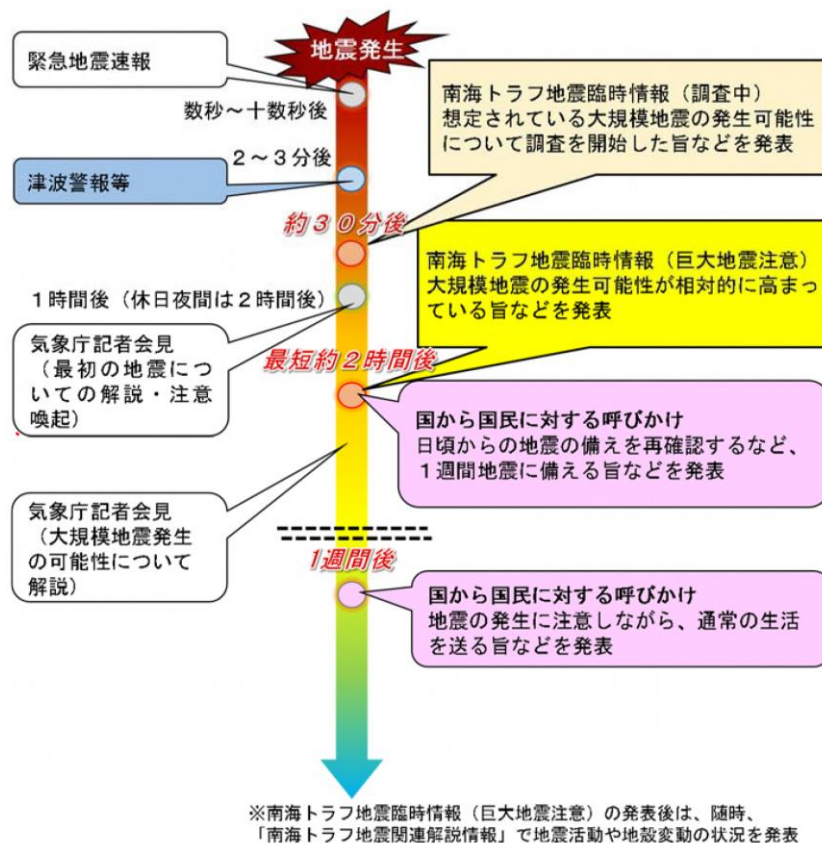 地震発生
緊急地震速報
数秒～十数秒後
南海トラフ地震臨時情報（調査中）
想定されている大規模地震の発生可能性
について調査を開始した旨などを発表
２～３分後
津波警報等
約３０分後
南海トラフ地震臨時情報（巨大地震注意）
大規模地震の発生可能性が相対的に高まっ
ている旨などを発表
１時間後（休日夜間は２時間後）
気象庁記者会見
（最初の地震につ
いての解説・注意
喚起）
最短約２時間後
国から国民に対する呼びかけ
日頃からの地震の備えを再確認するなど、
１週間地震に備える旨などを発表
気象庁記者会見
（大規模地震発生
の可能性について
解説）
1週間後
国から国民に対する呼びかけ
地震の発生に注意しながら、通常の生活
を送る旨などを発表
※南海トラフ地震臨時情報（巨大地震注意）の発表後は、随時、
「南海トラフ地震関連解説情報」で地震活動や地殻変動の状況を発表